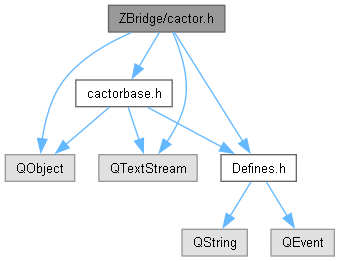 ZBridge/cactor.h
cactorbase.h
QObject
QTextStream
Defines.h
QString
QEvent